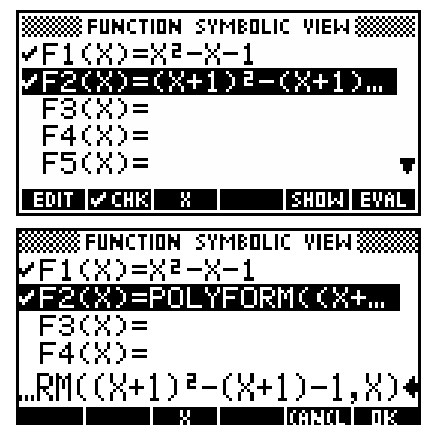 FUNCTION SYMBOLIC VIEW
✔F1(X)=X²-X-1
✔F2(X)=(X+1)²-(X+1)…
F3(X)=
F4(X)=
F5(X)=
EDIT ✔CHK X SHOW EVAL
FUNCTION SYMBOLIC VIEW
✔F1(X)=X²-X-1
✔F2(X)=POLYFORM((X+…
F3(X)=
F4(X)=
…RM((X+1)²-(X+1)-1,X)
X CANCL OK